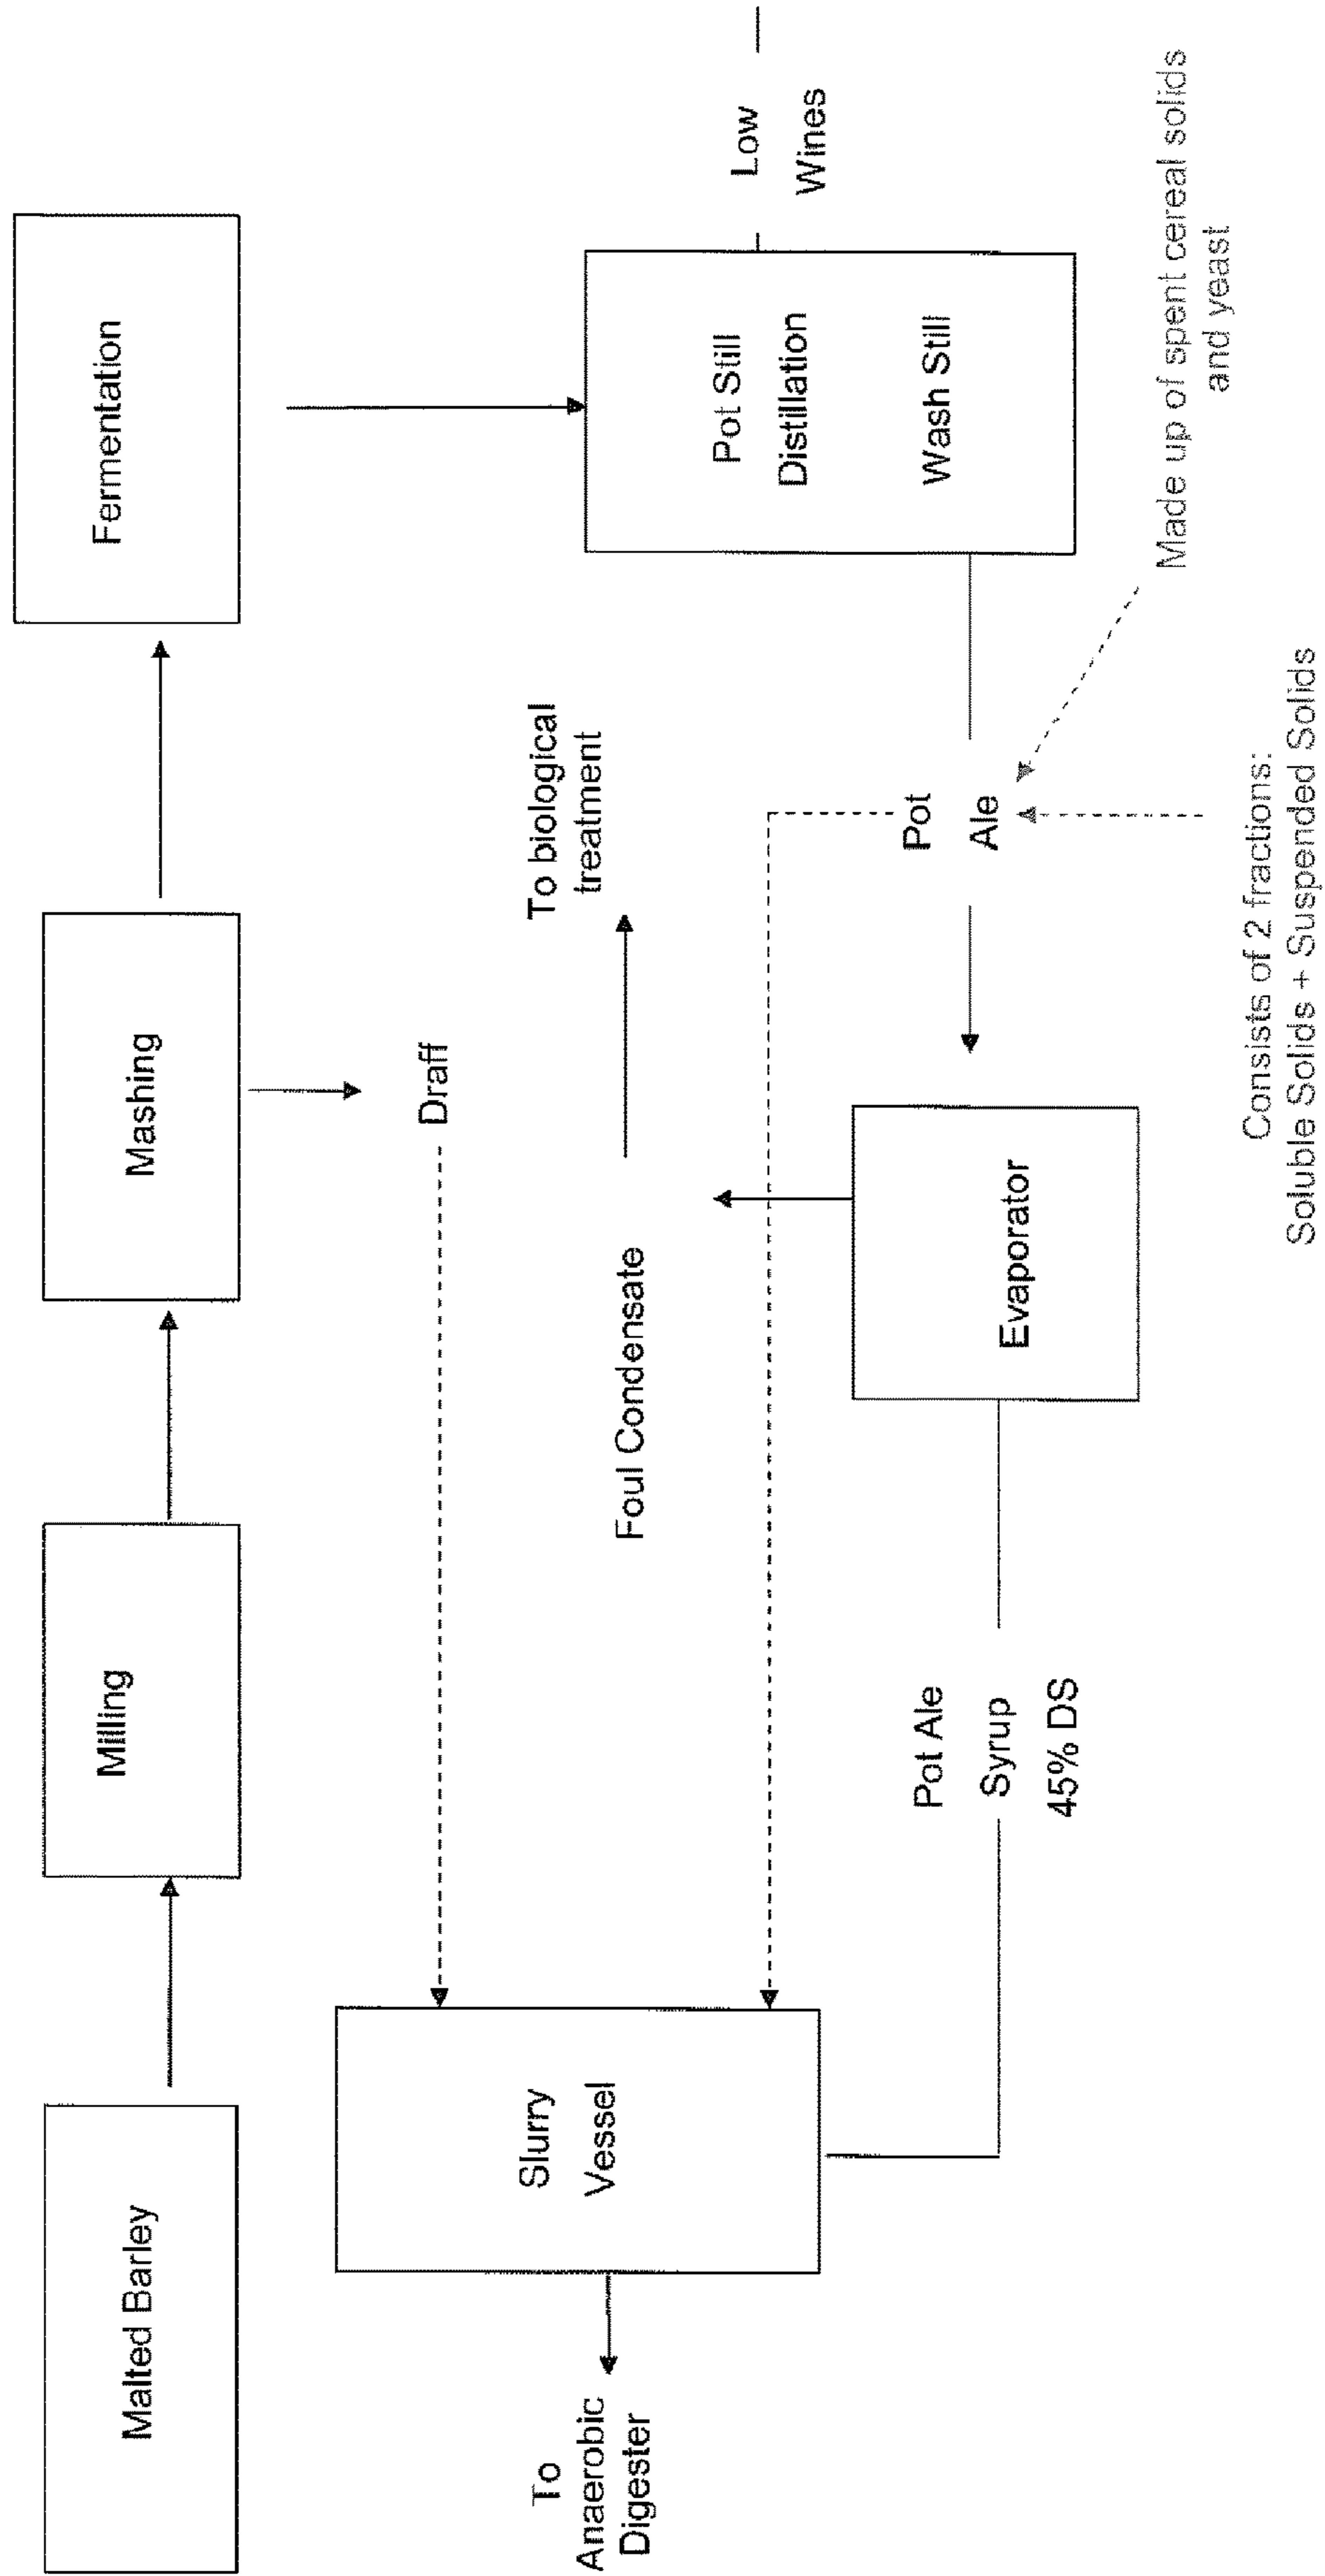 Malted Barley
Milling
Mashing
Fermentation
Draff
To
Anaerobic
Digester
Slurry
Vessel
Foul Condensate
To biological
treatment
Pot Still
Distillation
Wash Still
Low
Wines
Pot Ale
Syrup
45% DS
Evaporator
Pot
Ale
Made up of spent cereal solids
and yeast
Consists of 2 fractions:
Soluble Solids + Suspended Solids